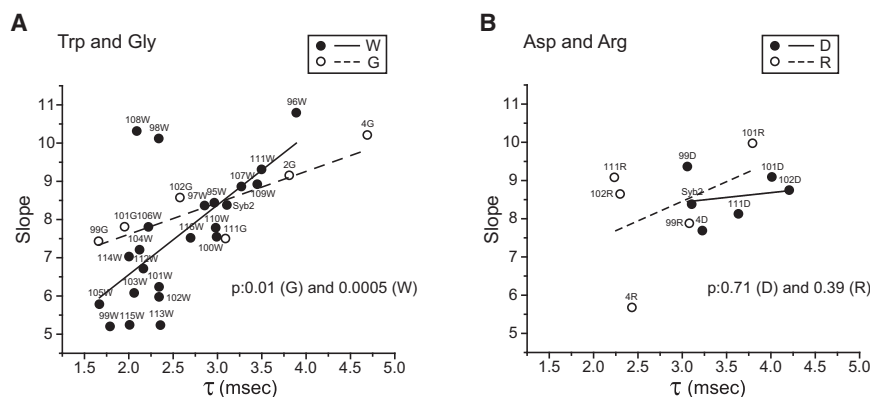 A
Trp and Gly
W
G
Slope
11
10
9
8
7
6
5
108W
98W
96W
4G
111W
107W
2G
109W
102G
97W
95W
Syb2
99G
101G
106W
110W
111G
116W
100W
104W
114W
112W
103W
101W
102W
105W
99W
115W
113W
p:0.01 (G) and 0.0005 (W)
1.5 2.0 2.5 3.0 3.5 4.0 4.5 5.0
τ (msec)
B
Asp and Arg
D
R
Slope
11
10
9
8
7
6
5
101R
111R
99D
101D
102R
102D
Syb2
111D
99R
4D
4R
p:0.71 (D) and 0.39 (R)
1.5 2.0 2.5 3.0 3.5 4.0 4.5 5.0
τ (msec)